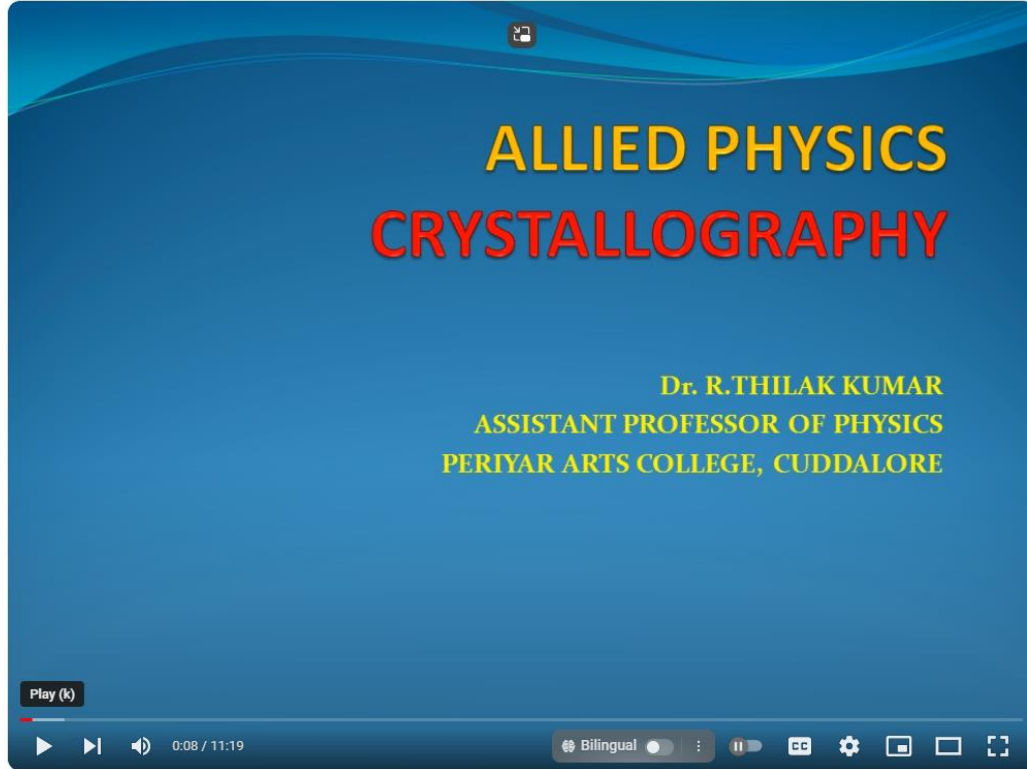 ALLIED PHYSICS
CRYSTALLOGRAPHY
Dr. R.THILAK KUMAR
ASSISTANT PROFESSOR OF PHYSICS
PERIYAR ARTS COLLEGE, CUDDALORE
Play (k)
0:08 / 11:19
Bilingual
CC